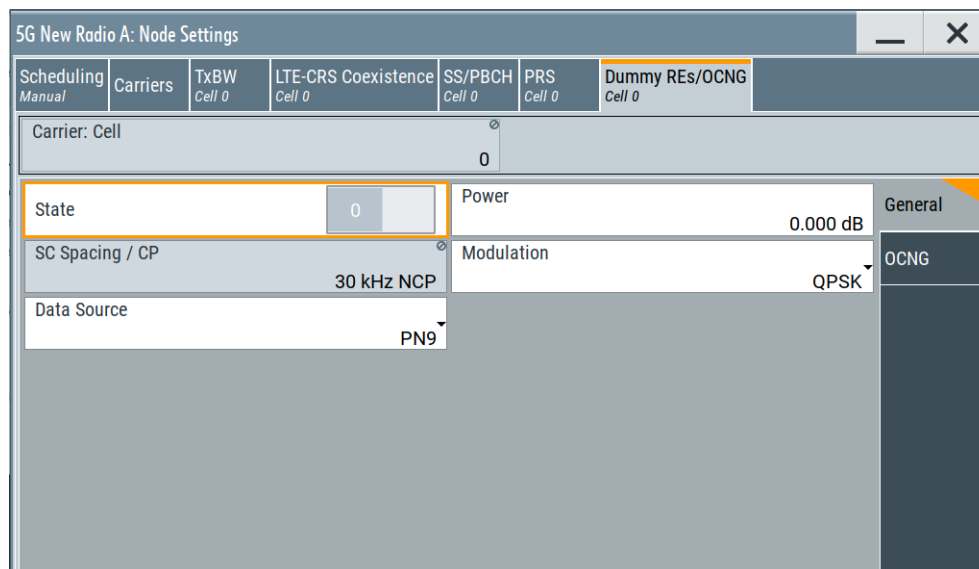 5G New Radio A: Node Settings
Scheduling
Manual
Carriers
TxBW
Cell 0
LTE-CRS Coexistence
Cell 0
SS/PBCH
Cell 0
PRS
Cell 0
Dummy REs/OCNG
Cell 0
Carrier: Cell
0
State
0
Power
0.000 dB
General
SC Spacing / CP
30 kHz NCP
Modulation
QPSK
OCNG
Data Source
PN9